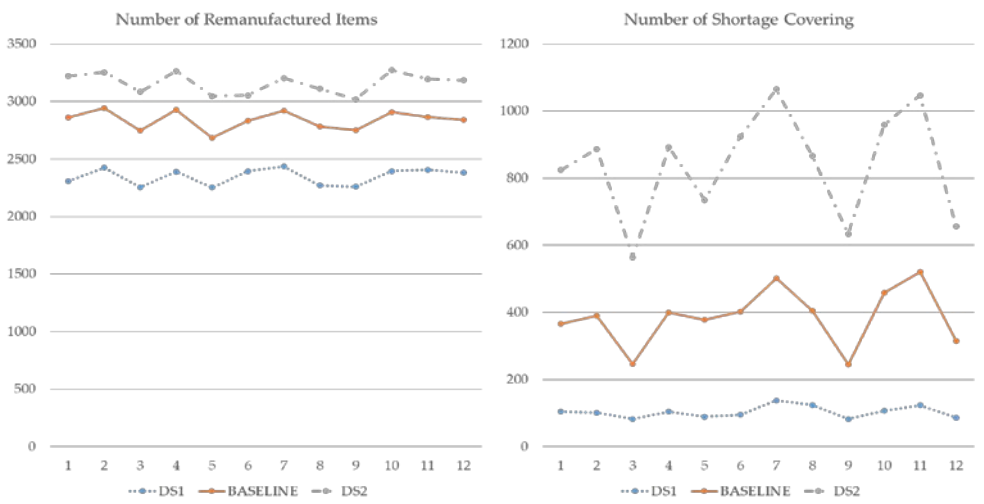 Number of Remanufactured Items
3500
3000
2500
2000
1500
1000
500
0
1 2 3 4 5 6 7 8 9 10 11 12
DS1 BASELINE DS2
Number of Shortage Covering
1200
1000
800
600
400
200
0
1 2 3 4 5 6 7 8 9 10 11 12
DS1 BASELINE DS2